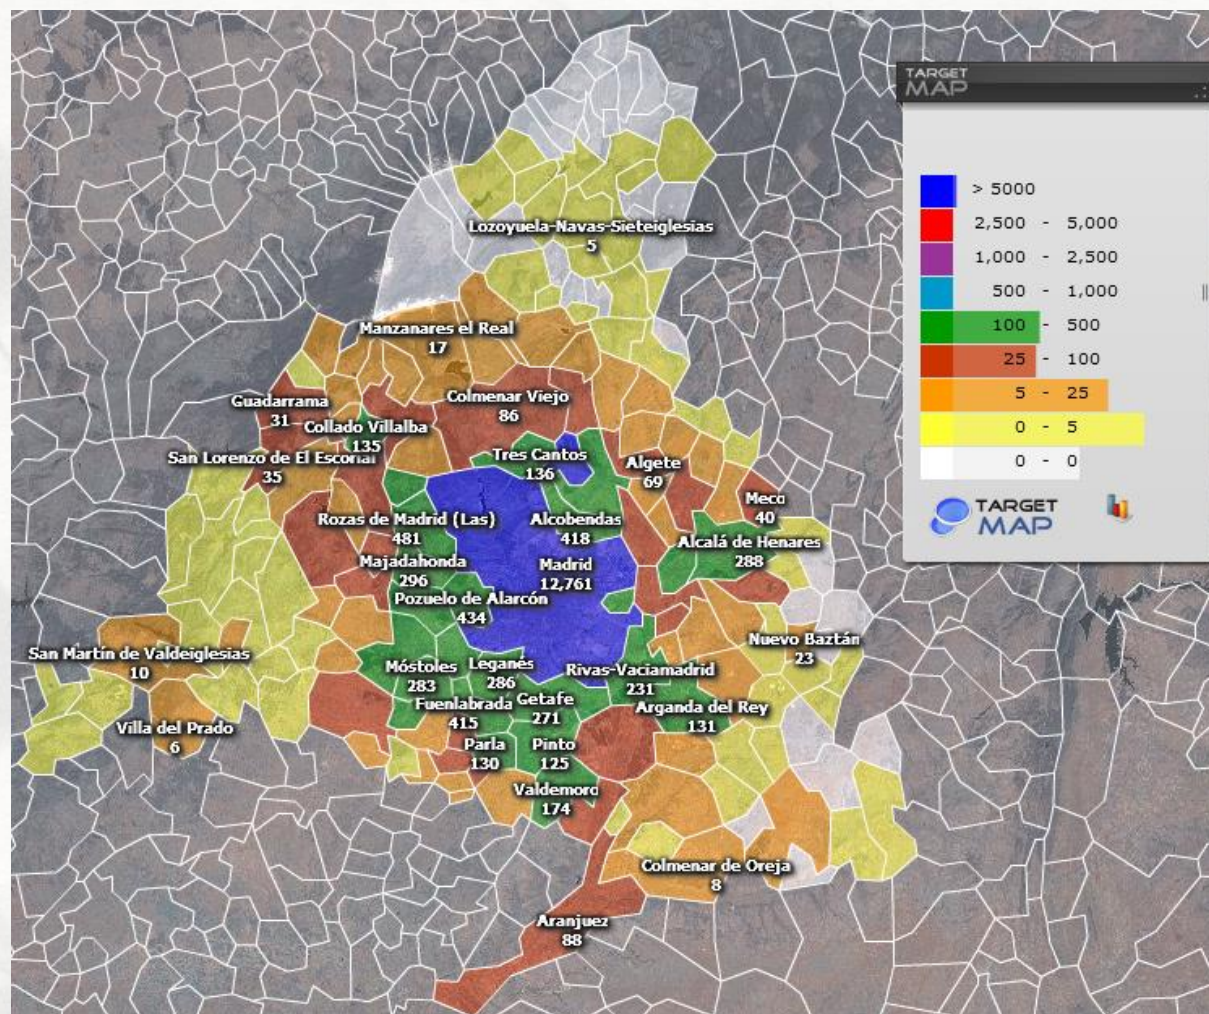 TARGET
MAP
> 5000
2,500 - 5,000
1,000 - 2,500
500 - 1,000
100 - 500
25 - 100
5 - 25
0 - 5
0 - 0
TARGET
MAP
Lozoyuela-Navas-Sieteiglesias
5
Manzanares el Real
17
Guadarrama
31
Colmenar Viejo
86
Collado Villalba
135
San Lorenzo de El Escorial
35
Tres Cantos
136
Algete
69
Meco
40
Rozas de Madrid (Las)
481
Alcobendas
418
Alcalá de Henares
288
Majadahonda
296
Madrid
12,761
Pozuelo de Alarcón
434
San Martín de Valdeiglesias
10
Nuevo Baztán
23
Móstoles
283
Leganés
286
Rivas-Vaciamadrid
231
Fuenlabrada
415
Getafe
271
Arganda del Rey
131
Villa del Prado
6
Parla
130
Pinto
125
Valdemoro
174
Colmenar de Oreja
8
Aranjuez
88